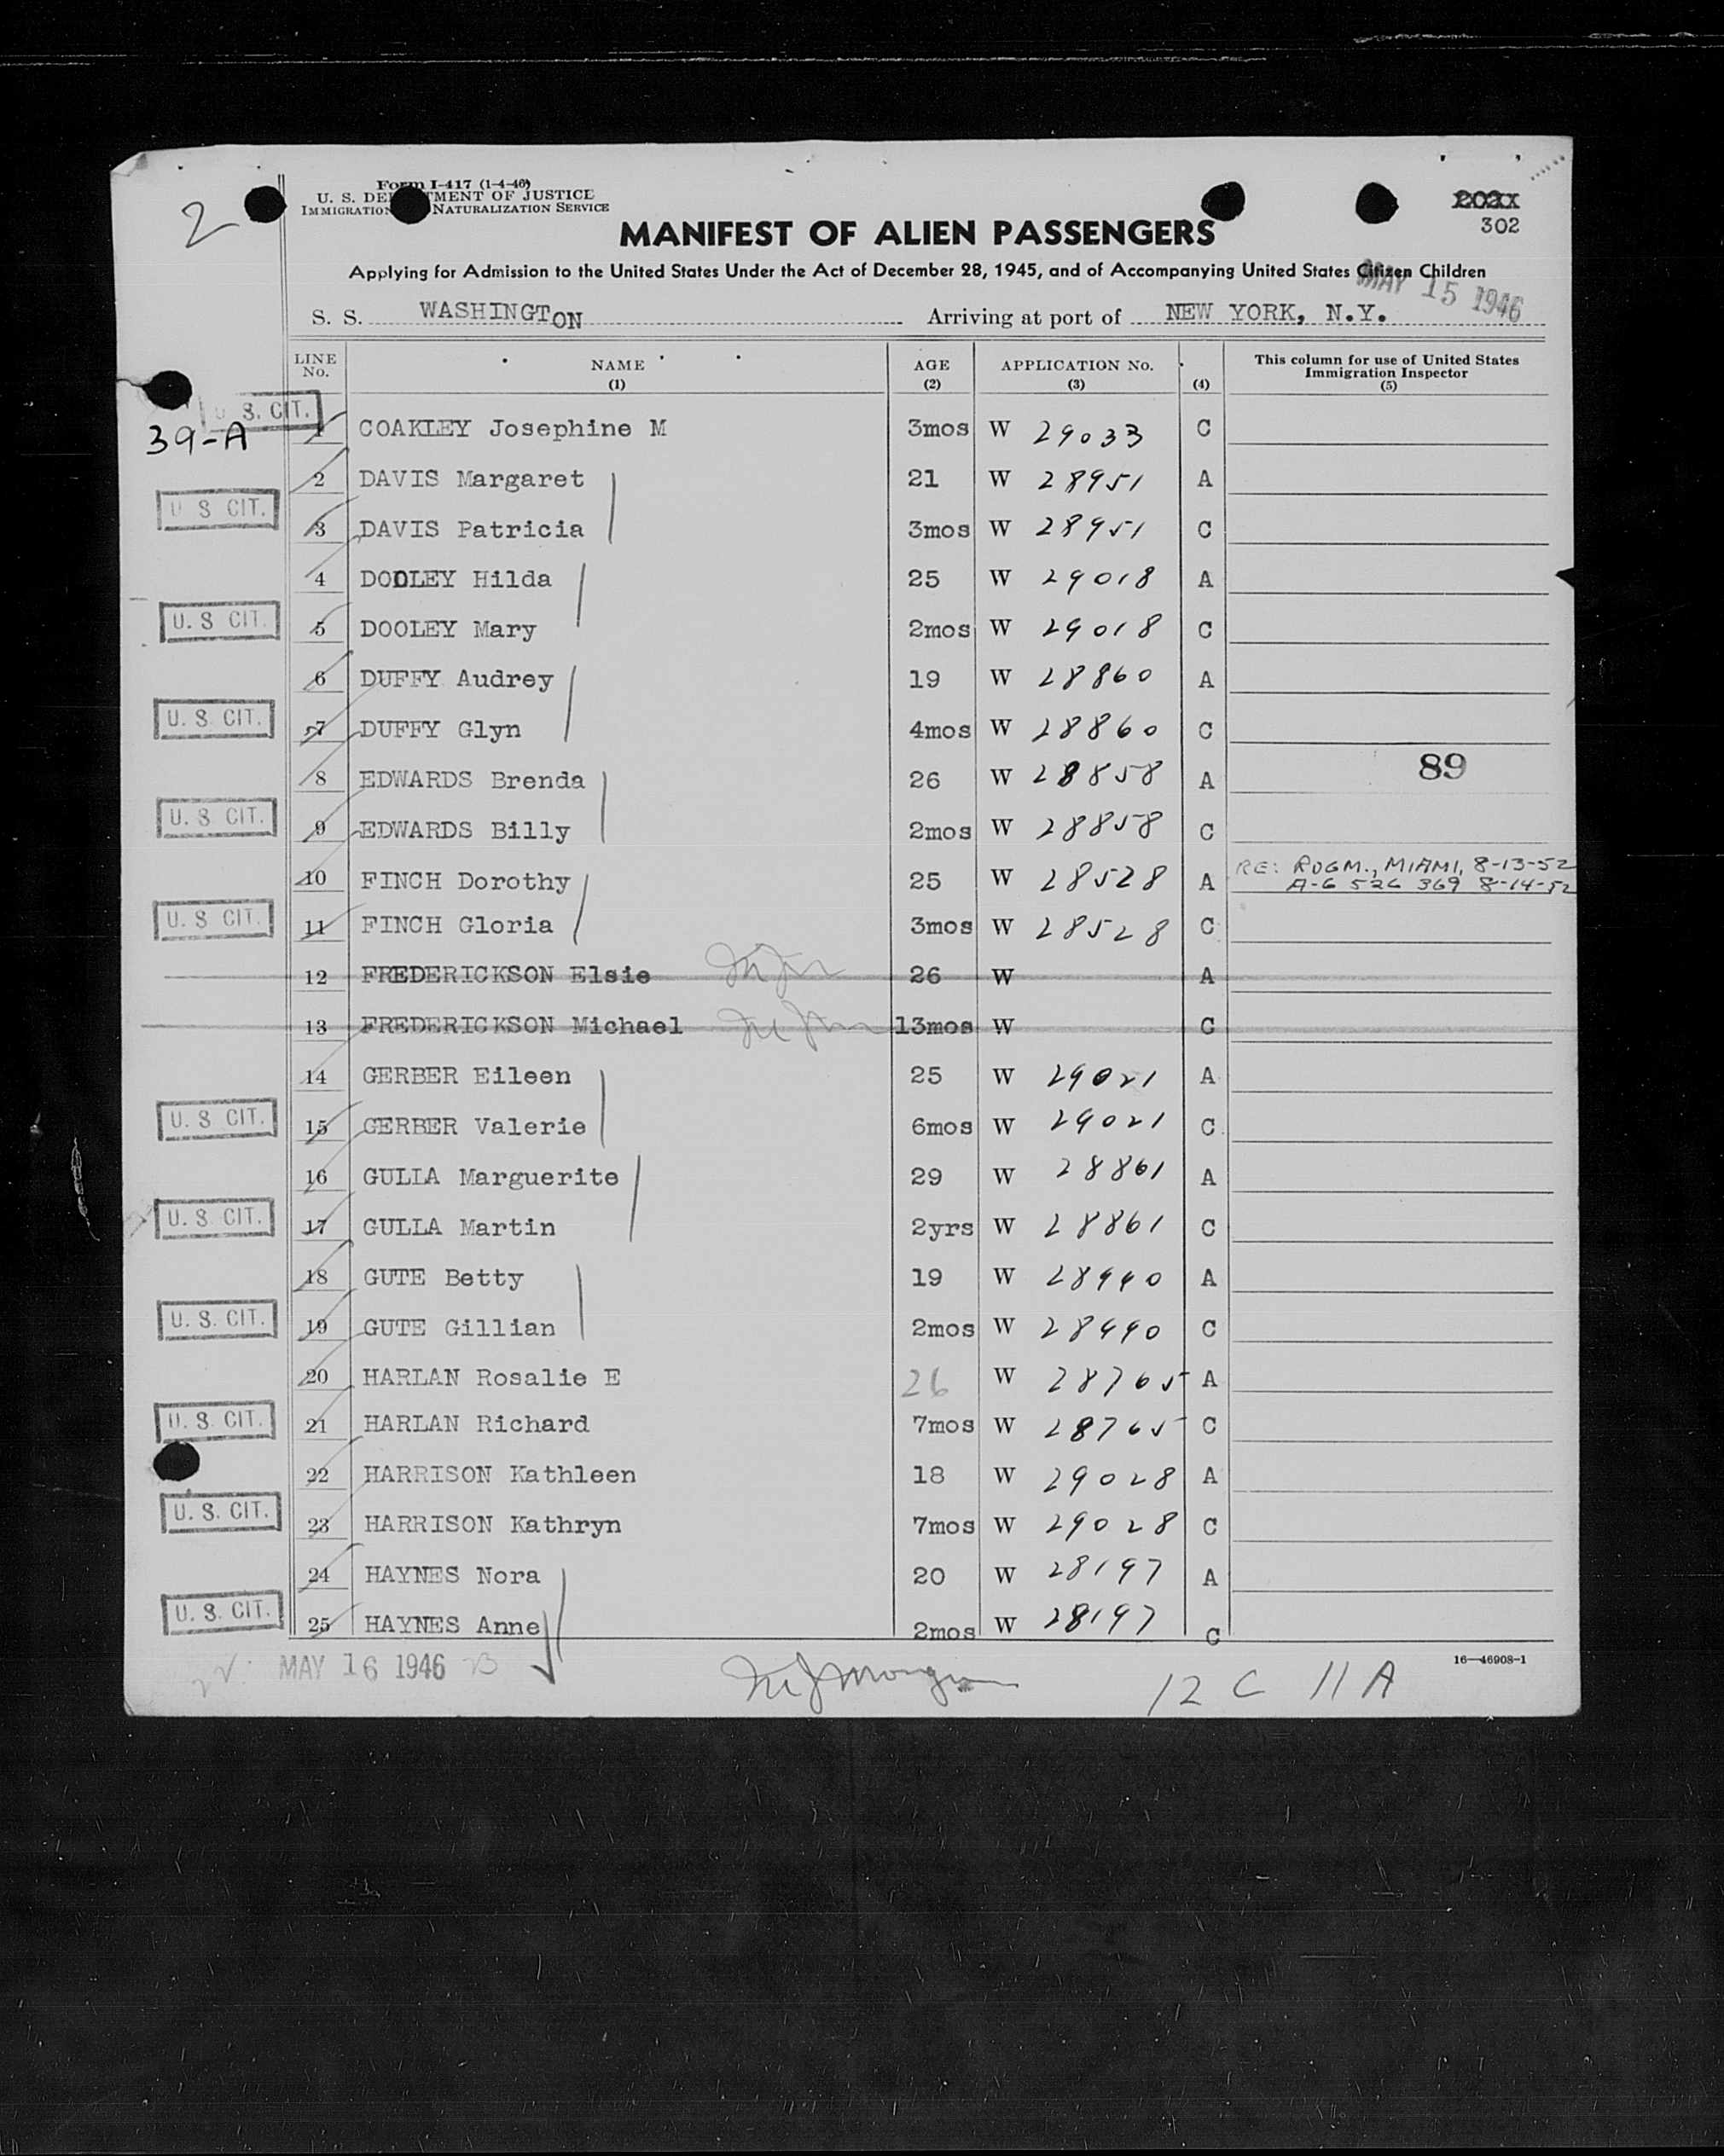 2
Form I-417 (1-4-46)
U. S. DEPARTMENT OF JUSTICE
IMMIGRATION NATURALIZATION SERVICE
302
MANIFEST OF ALIEN PASSENGERS
Applying for Admission to the United States Under the Act of December 28, 1945, and of Accompanying United States Citizen Children
MAY 15 1946
S. S. WASHINGTON Arriving at port of NEW YORK, N.Y.
LINE No. NAME (1) AGE (2) APPLICATION No. (3) (4) This column for use of United States Immigration Inspector (5)
U. S. CIT.
39-A 1 COAKLEY Josephine M 3mos W 29033 C
2 DAVIS Margaret 21 W 28951 A
U S CIT. 3 DAVIS Patricia 3mos W 28951 C
4 DOOLEY Hilda 25 W 29018 A
U. S CIT. 5 DOOLEY Mary 2mos W 29018 C
6 DUFFY Audrey 19 W 28860 A
U. S. CIT. 7 DUFFY Glyn 4mos W 28860 C
89
8 EDWARDS Brenda 26 W 28858 A
U. S CIT. 9 EDWARDS Billy 2mos W 28858 C
10 FINCH Dorothy 25 W 28528 A RE: RDGM., MIAMI, 8-13-52
A-6 526 369 8-14-52
U. S. CIT. 11 FINCH Gloria 3mos W 28528 C
12 FREDERICKSON Elsie 26 W A
13 FREDERICKSON Michael 13mos W C
14 GERBER Eileen 25 W 29021 A
U. S CIT. 15 GERBER Valerie 6mos W 29021 C
16 GULLA Marguerite 29 W 28861 A
U. S. CIT. 17 GULLA Martin 2yrs W 28861 C
18 GUTE Betty 19 W 28940 A
U. S. CIT. 19 GUTE Gillian 2mos W 28940 C
20 HARLAN Rosalie E 26 W 28765 A
U. S. CIT. 21 HARLAN Richard 7mos W 28765 C
22 HARRISON Kathleen 18 W 29028 A
U. S. CIT. 23 HARRISON Kathryn 7mos W 29028 C
24 HAYNES Nora 20 W 28197 A
U. S. CIT. 25 HAYNES Anne 2mos W 28197 C
16—46908-1
MAY 16 1946 12 C 11 A